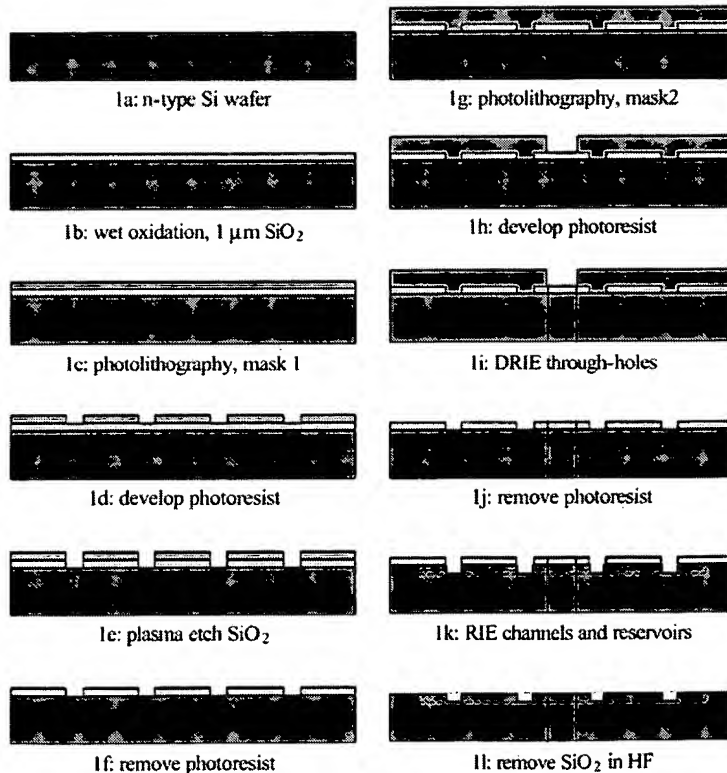 1a: n-type Si wafer
1b: wet oxidation, 1 μm SiO₂
1c: photolithography, mask 1
1d: develop photoresist
1e: plasma etch SiO₂
1f: remove photoresist
1g: photolithography, mask2
1h: develop photoresist
1i: DRIE through-holes
1j: remove photoresist
1k: RIE channels and reservoirs
1l: remove SiO₂ in HF